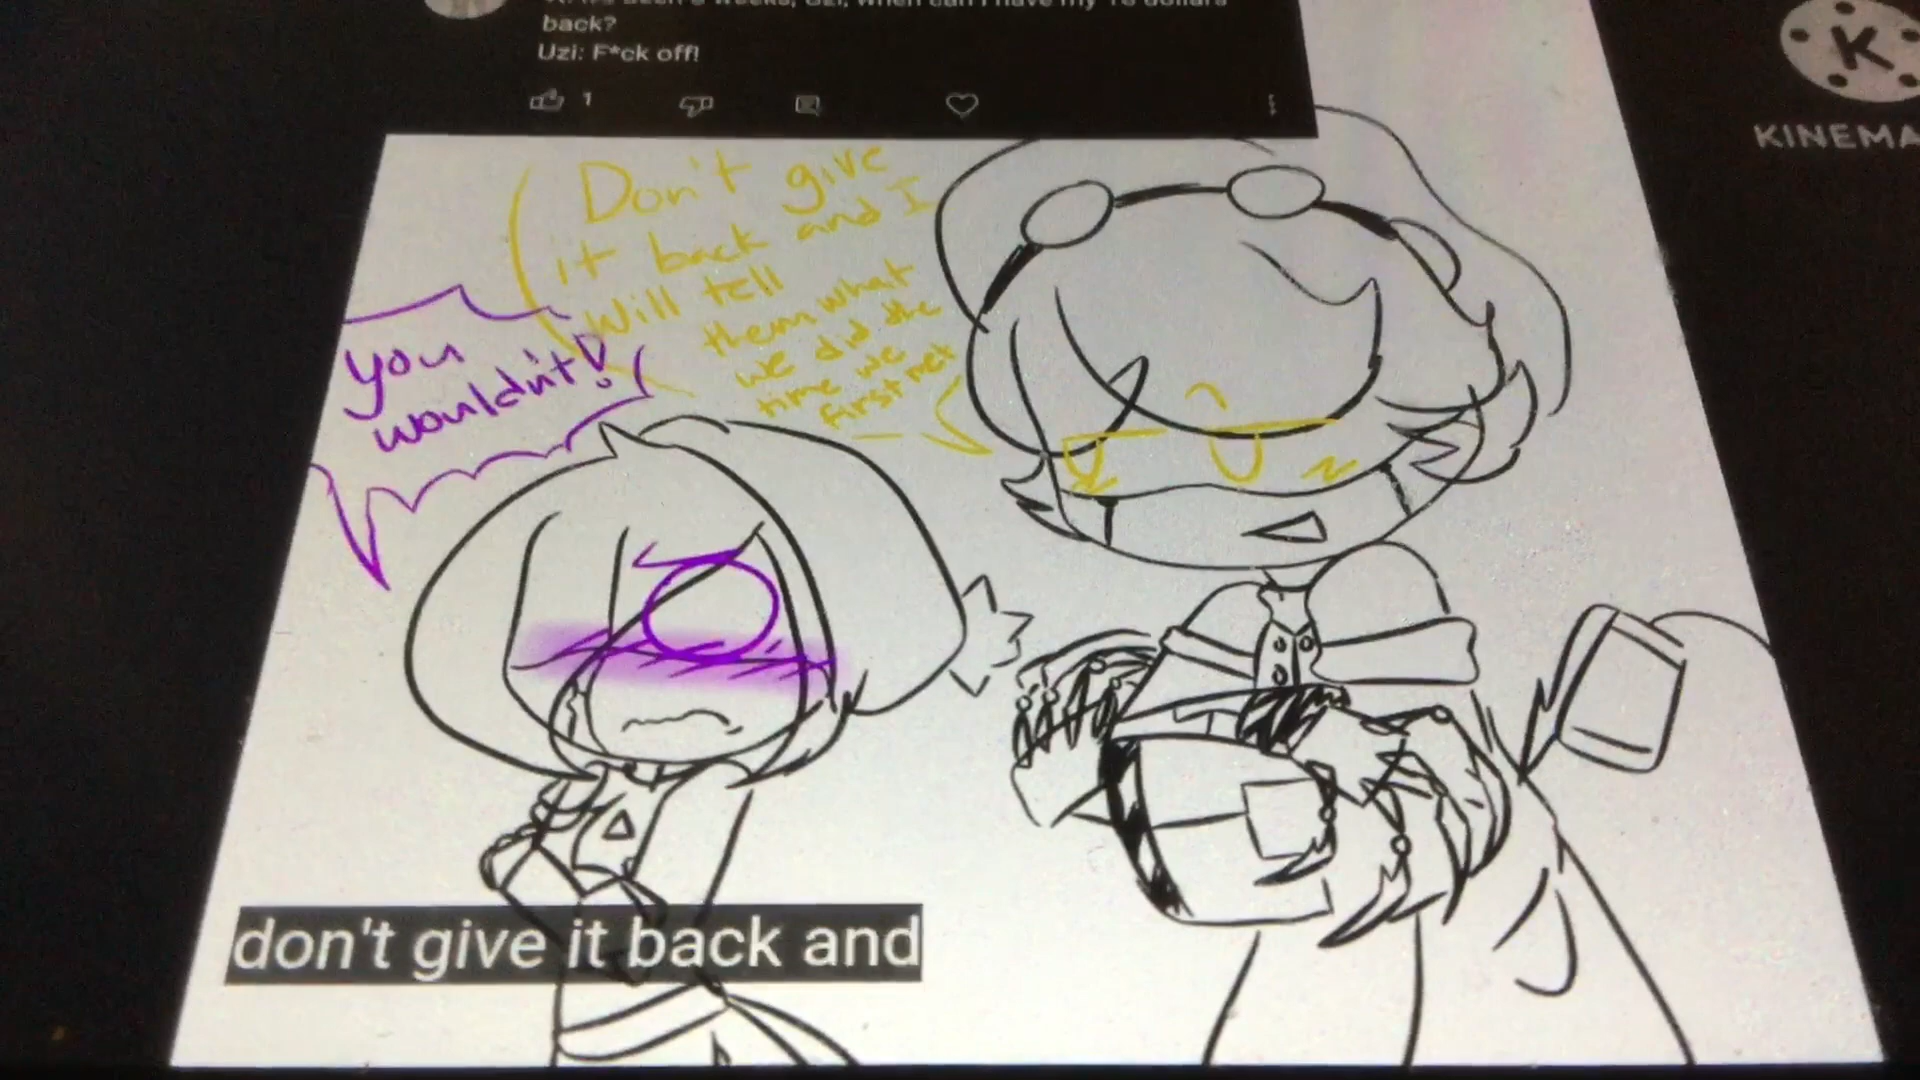 back?
Uzi: F*ck off!
1
K
KINEMA
Don't give
it back and I
Will tell
them what
we did the
time we
first met
you
wouldn't!
don't give it back and